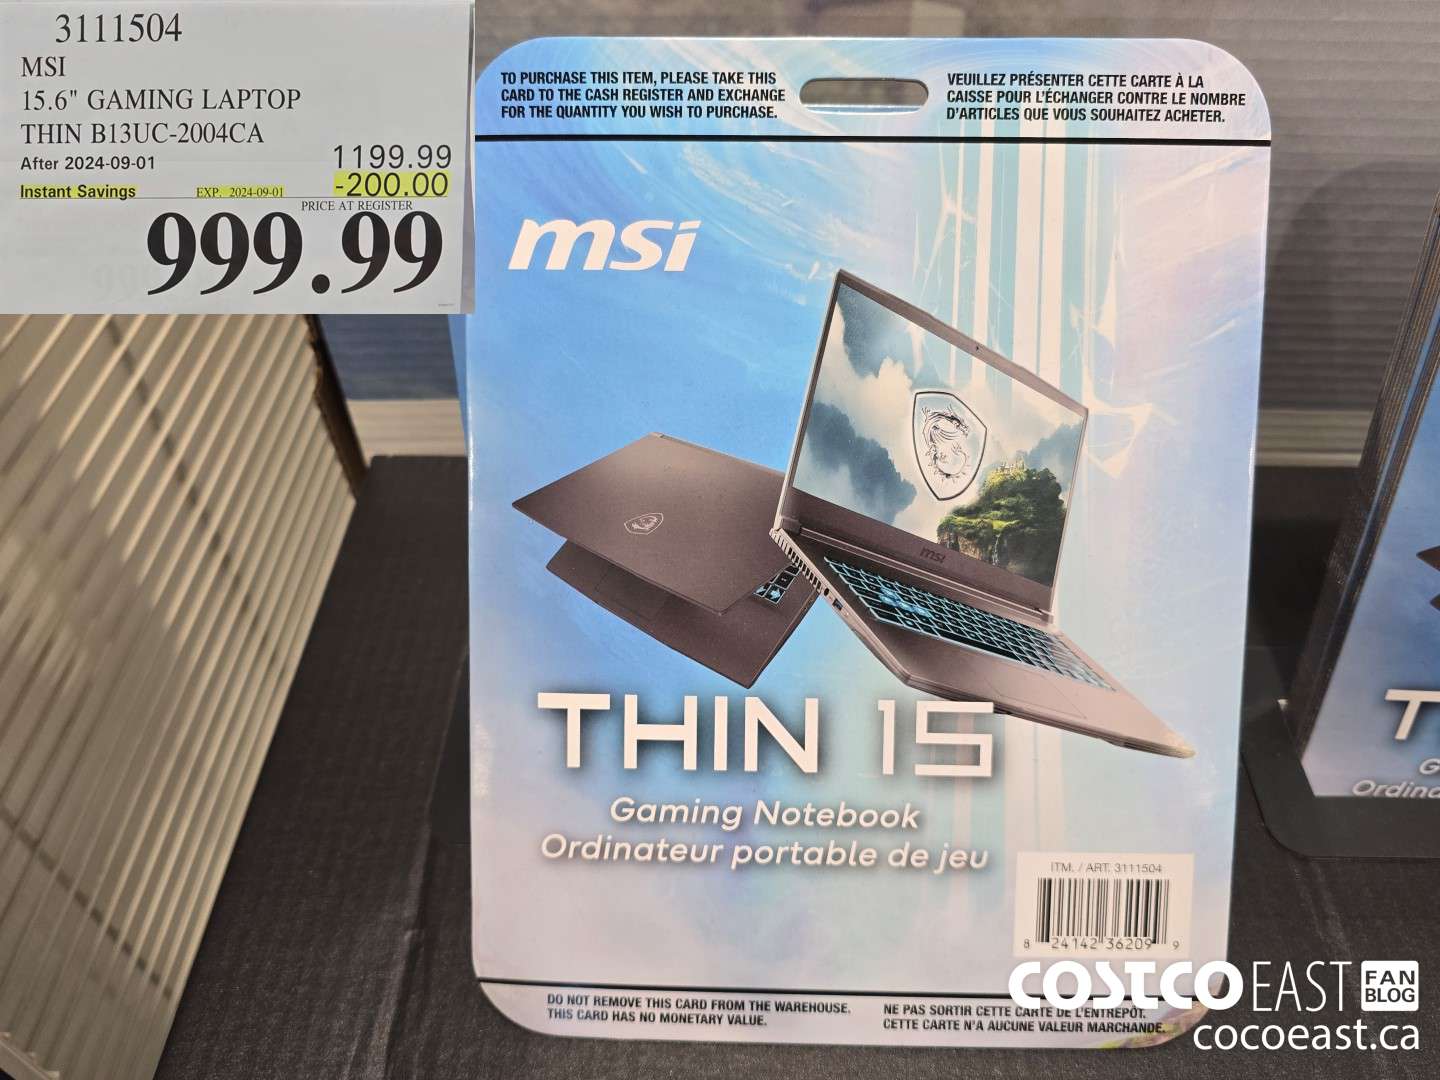 3111504
MSI
15.6" GAMING LAPTOP
THIN B13UC-2004CA
After 2024-09-01 1199.99
Instant Savings EXP. 2024-09-01 -200.00
PRICE AT REGISTER
999.99
TO PURCHASE THIS ITEM, PLEASE TAKE THIS
CARD TO THE CASH REGISTER AND EXCHANGE
FOR THE QUANTITY YOU WISH TO PURCHASE.
VEUILLEZ PRÉSENTER CETTE CARTE À LA
CAISSE POUR L'ÉCHANGER CONTRE LE NOMBRE
D'ARTICLES QUE VOUS SOUHAITEZ ACHETER.
msi
msi
THIN 15
Gaming Notebook
Ordinateur portable de jeu
ITM. / ART. 3111504
8 24142 36209 9
DO NOT REMOVE THIS CARD FROM THE WAREHOUSE.
THIS CARD HAS NO MONETARY VALUE.
NE PAS SORTIR CETTE CARTE DE L'ENTREPÔT.
CETTE CARTE N'A AUCUNE VALEUR MARCHANDE.
T
G
Ordina
COSTCO EAST FAN BLOG
cocoeast.ca